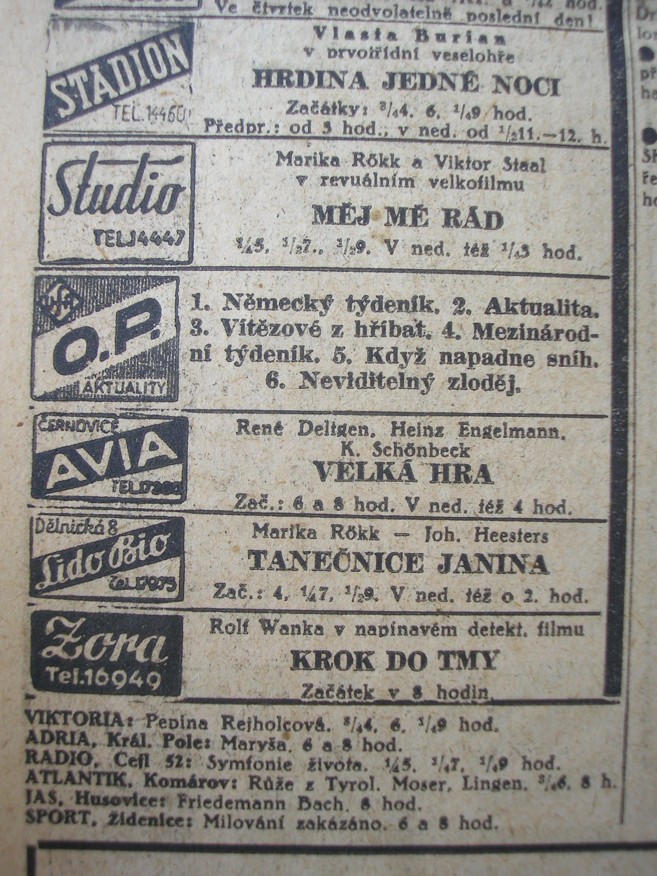 Ve čtvrtek neodvolatelně poslední den!
STADION
TEL. 14460
Vlasta Burian
v prvotřídní veselohře
HRDINA JEDNÉ NOCI
Začátky: 3/44, 6, 1/49 hod.
Předpr.: od 3 hod., v ned. od 1/211.—12. h.
Studio
TEL.14447
Marika Rökk a Viktor Staal
v revuálním velkofilmu
MĚJ MĚ RÁD
1/45, 1/27., 1/29. V ned. též 1/43 hod.
O.P.
AKTUALITY
1. Německý týdeník. 2. Aktualita.
3. Vítězové z hříbat. 4. Mezinárod-
ní týdeník. 5. Když napadne sníh.
6. Neviditelný zloděj.
ČERNOVICE
AVIA
René Deltgen, Heinz Engelmann,
K. Schönbeck
VELKÁ HRA
Zač.: 6 a 8 hod. V ned. též 4 hod.
Dělnická 8
Lido Bio
Tel.17975
Marika Rökk — Joh. Heesters
TANEČNICE JANINA
Zač.: 4, 1/47, 1/29. V ned. též o 2. hod.
Zora
Tel.16949
Rolf Wanka v napínavém detekt. filmu
KROK DO TMY
Začátek v 8 hodin.
VIKTORIA: Pepina Rejholcová. 3/44, 6, 1/49 hod.
ADRIA, Král. Pole: Maryša. 6 a 8 hod.
RADIO, Cejl 52: Symfonie života. 1/45, 3/47, 1/49 hod.
ATLANTIK, Komárov: Růže z Tyrol. Moser, Lingen. 3/46, 8 h.
JAS, Husovice: Friedemann Bach. 8 hod.
SPORT, Židenice: Milování zakázáno. 6 a 8 hod.